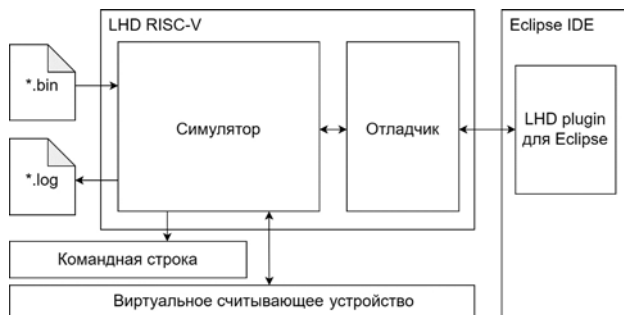 LHD RISC-V
Eclipse IDE
*.bin
*.log
Симулятор
Отладчик
LHD plugin
для Eclipse
Командная строка
Виртуальное считывающее устройство